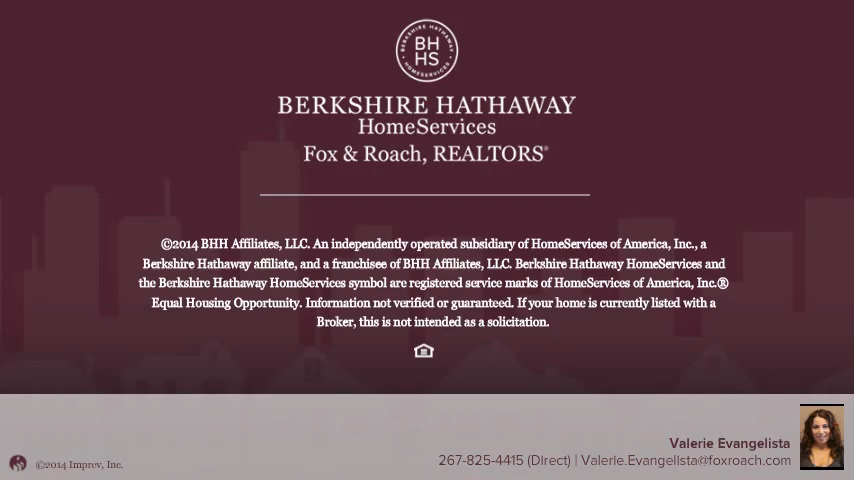 BERKSHIRE HATHAWAY
BH
HS
HOMESERVICES
BERKSHIRE HATHAWAY
HomeServices
Fox & Roach, REALTORS®
©2014 BHH Affiliates, LLC. An independently operated subsidiary of HomeServices of America, Inc., a
Berkshire Hathaway affiliate, and a franchisee of BHH Affiliates, LLC. Berkshire Hathaway HomeServices and
the Berkshire Hathaway HomeServices symbol are registered service marks of HomeServices of America, Inc.®
Equal Housing Opportunity. Information not verified or guaranteed. If your home is currently listed with a
Broker, this is not intended as a solicitation.
Valerie Evangelista
267-825-4415 (Direct) | Valerie.Evangelista@foxroach.com
©2014 Imprev, Inc.